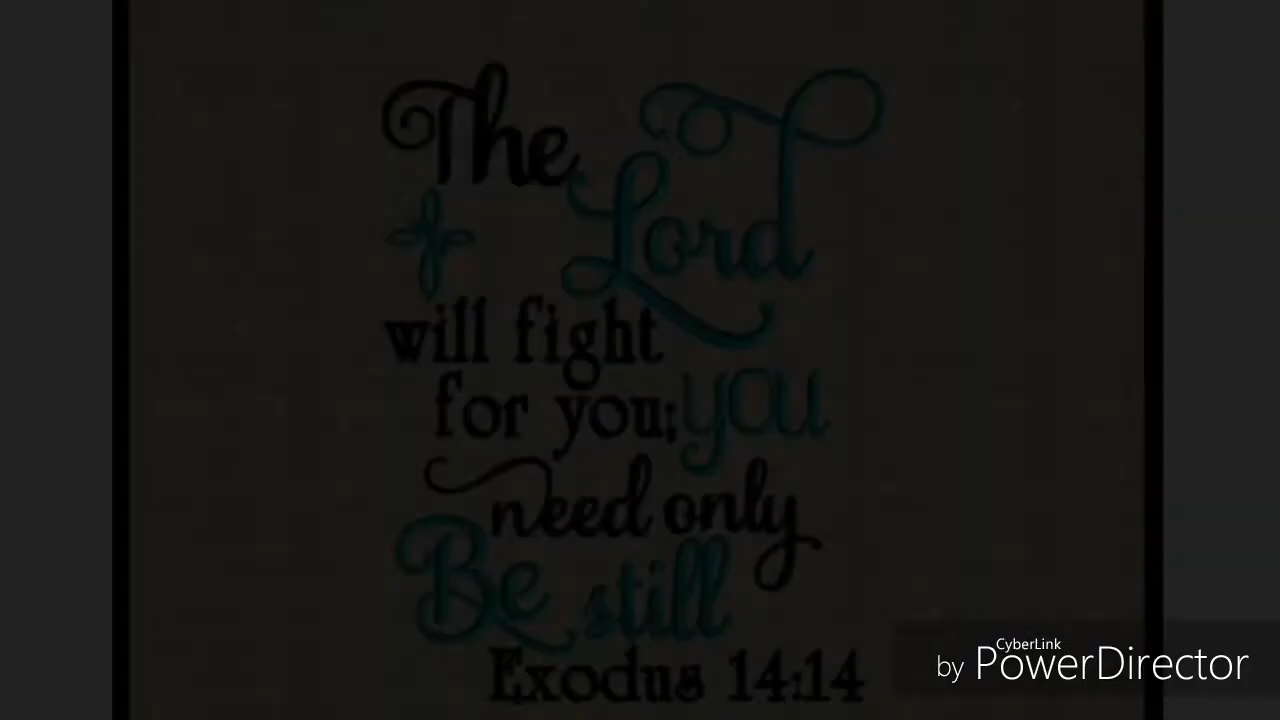 The
Lord
will fight
for you; you
need only
Be still
Exodus 14:14
CyberLink
by PowerDirector